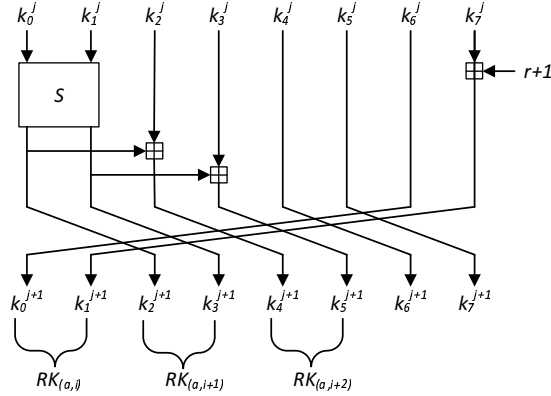 k₀ʲ k₁ʲ k₂ʲ k₃ʲ k₄ʲ k₅ʲ k₆ʲ k₇ʲ
r+1
S
k₀ʲ⁺¹ k₁ʲ⁺¹ k₂ʲ⁺¹ k₃ʲ⁺¹ k₄ʲ⁺¹ k₅ʲ⁺¹ k₆ʲ⁺¹ k₇ʲ⁺¹
RK(a,i) RK(a,i+1) RK(a,i+2)